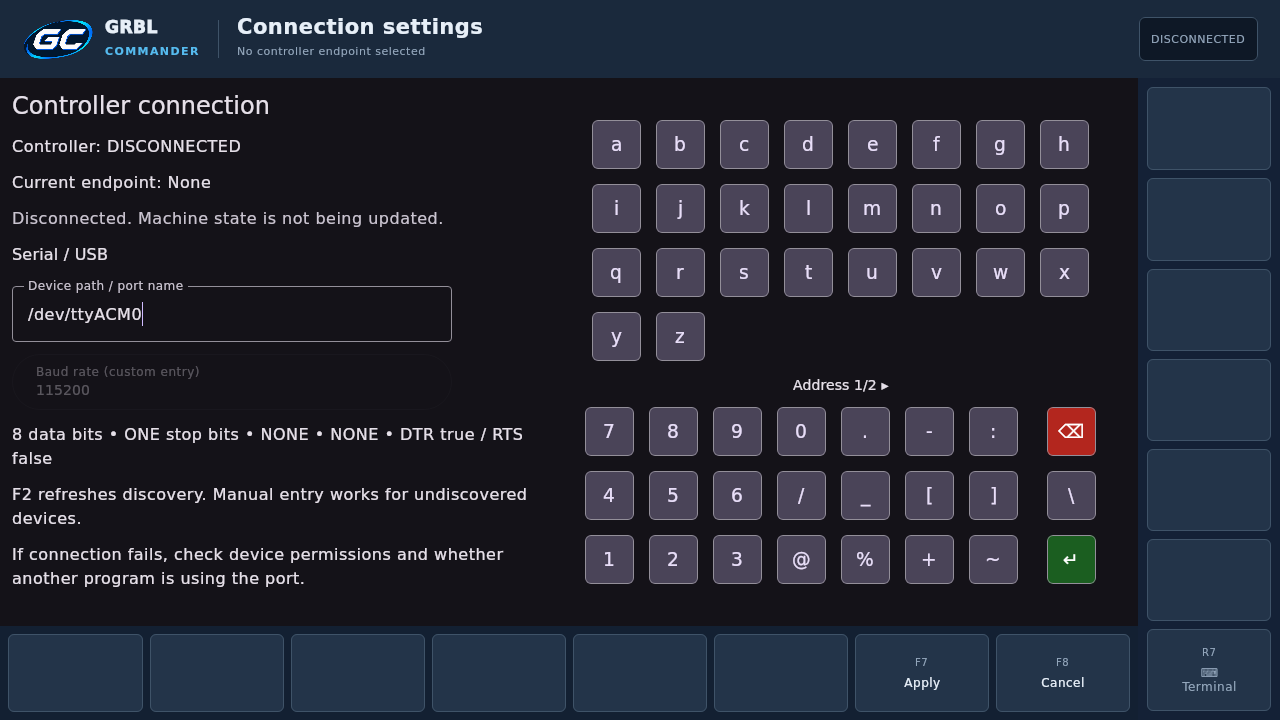 GC
GRBL
COMMANDER
Connection settings
No controller endpoint selected
DISCONNECTED
Controller connection
Controller: DISCONNECTED
Current endpoint: None
Disconnected. Machine state is not being updated.
Serial / USB
Device path / port name
/dev/ttyACM0
Baud rate (custom entry)
115200
8 data bits • ONE stop bits • NONE • NONE • DTR true / RTS
false
F2 refreshes discovery. Manual entry works for undiscovered
devices.
If connection fails, check device permissions and whether
another program is using the port.
a b c d e f g h
i j k l m n o p
q r s t u v w x
y z
Address 1/2 ▸
7 8 9 0 . - : ⌫
4 5 6 / _ [ ] \
1 2 3 @ % + ~ ↵
F7
Apply
F8
Cancel
R7
⌨
Terminal